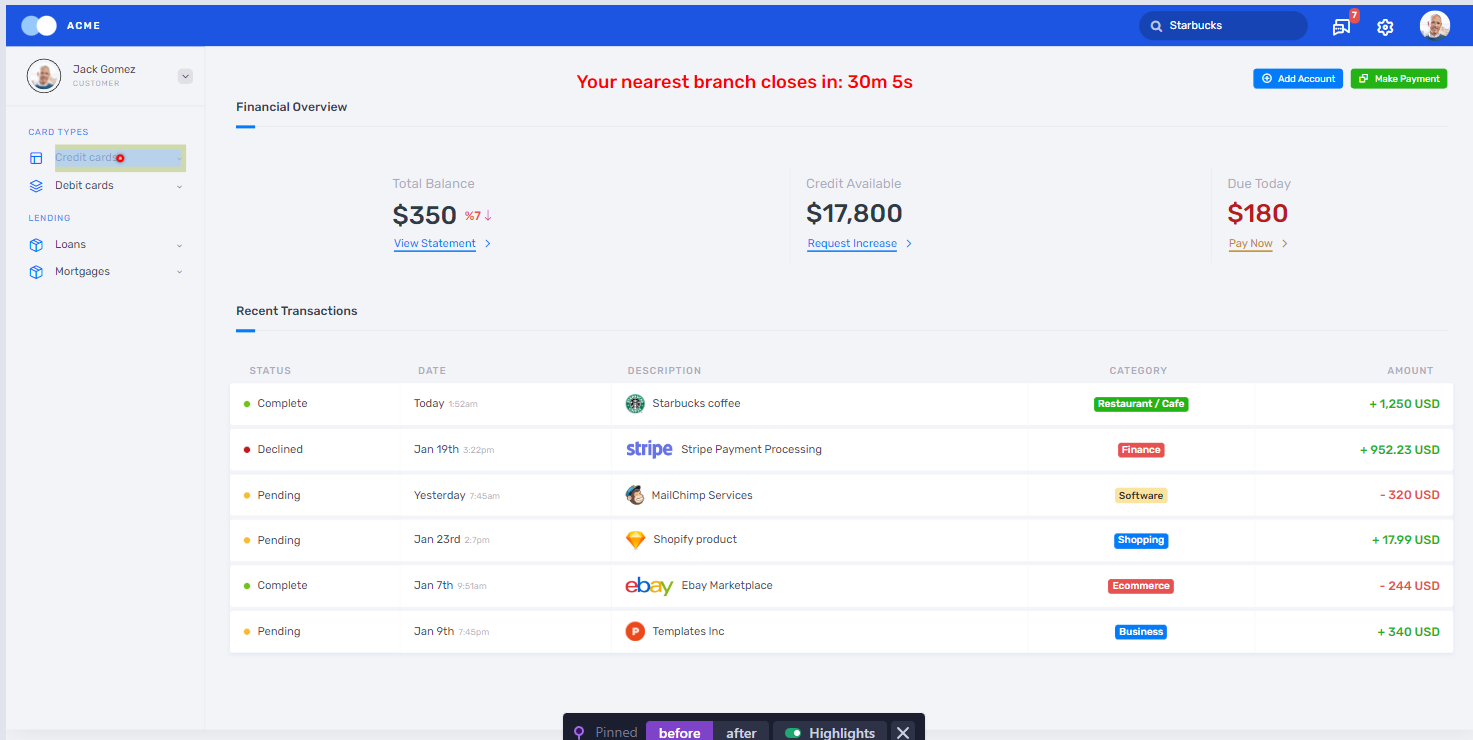 ACME
Starbucks
7
Jack Gomez
CUSTOMER
Your nearest branch closes in: 30m 5s
Add Account
Make Payment
Financial Overview
CARD TYPES
Credit cards
Debit cards
LENDING
Loans
Mortgages
Total Balance
$350 %7
View Statement
Credit Available
$17,800
Request Increase
Due Today
$180
Pay Now
Recent Transactions
STATUS DATE DESCRIPTION CATEGORY AMOUNT
Complete Today 1:52am Starbucks coffee Restaurant / Cafe + 1,250 USD
Declined Jan 19th 3:22pm stripe Stripe Payment Processing Finance + 952.23 USD
Pending Yesterday 7:45am MailChimp Services Software - 320 USD
Pending Jan 23rd 2:7pm Shopify product Shopping + 17.99 USD
Complete Jan 7th 9:51am ebay Ebay Marketplace Ecommerce - 244 USD
Pending Jan 9th 7:45pm P Templates Inc Business + 340 USD
Pinned before after Highlights